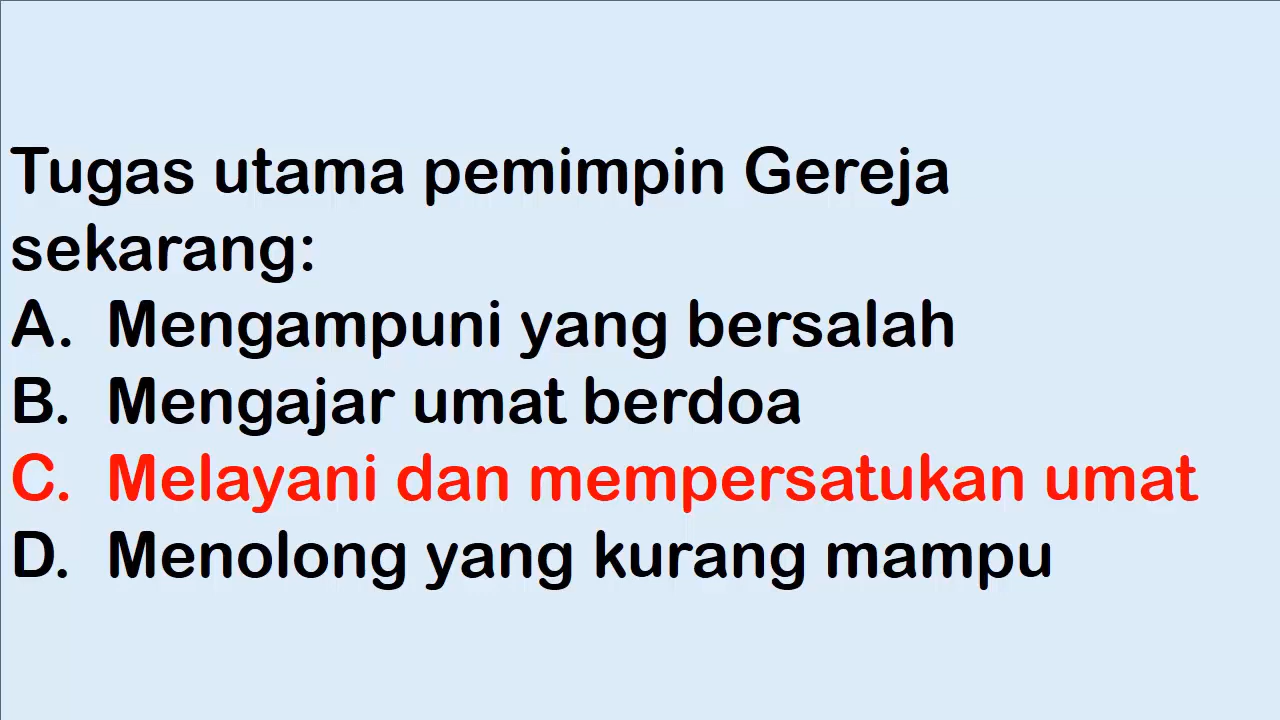 Tugas utama pemimpin Gereja
sekarang:
A. Mengampuni yang bersalah
B. Mengajar umat berdoa
C. Melayani dan mempersatukan umat
D. Menolong yang kurang mampu